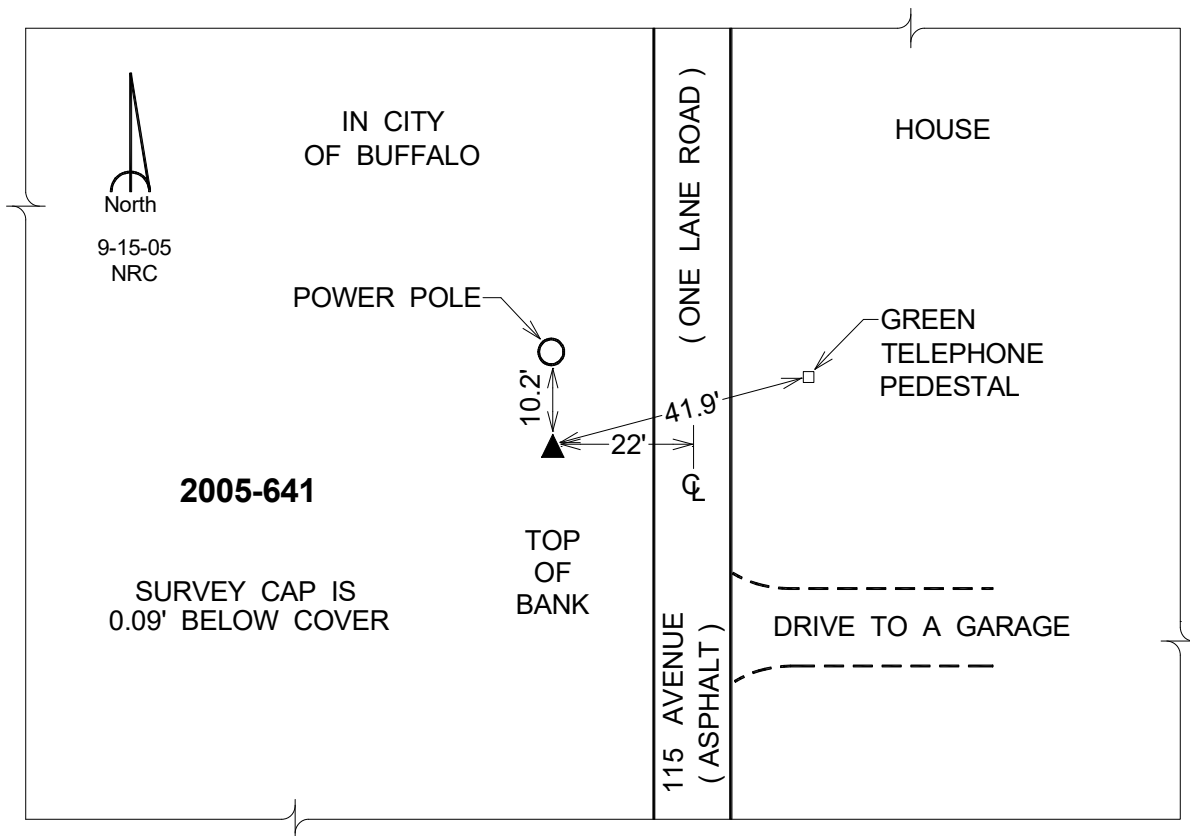 IN CITY
OF BUFFALO
North
9-15-05
NRC
( ONE LANE ROAD )
HOUSE
POWER POLE
GREEN
TELEPHONE
PEDESTAL
10.2'
41.9'
22'
℄
2005-641
TOP
OF
BANK
SURVEY CAP IS
0.09' BELOW COVER
115 AVENUE
( ASPHALT )
DRIVE TO A GARAGE